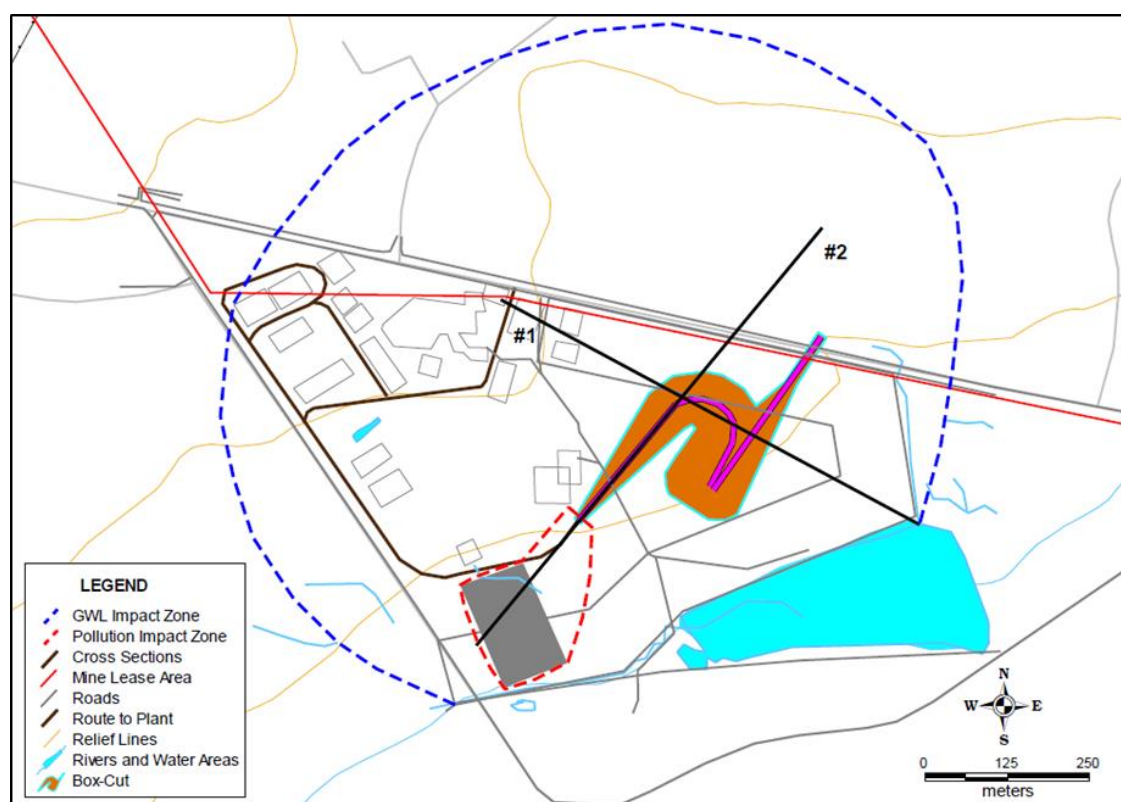 #2
#1
LEGEND
GWL Impact Zone
Pollution Impact Zone
Cross Sections
Mine Lease Area
Roads
Route to Plant
Relief Lines
Rivers and Water Areas
Box-Cut
N
W E
S
0 125 250
meters